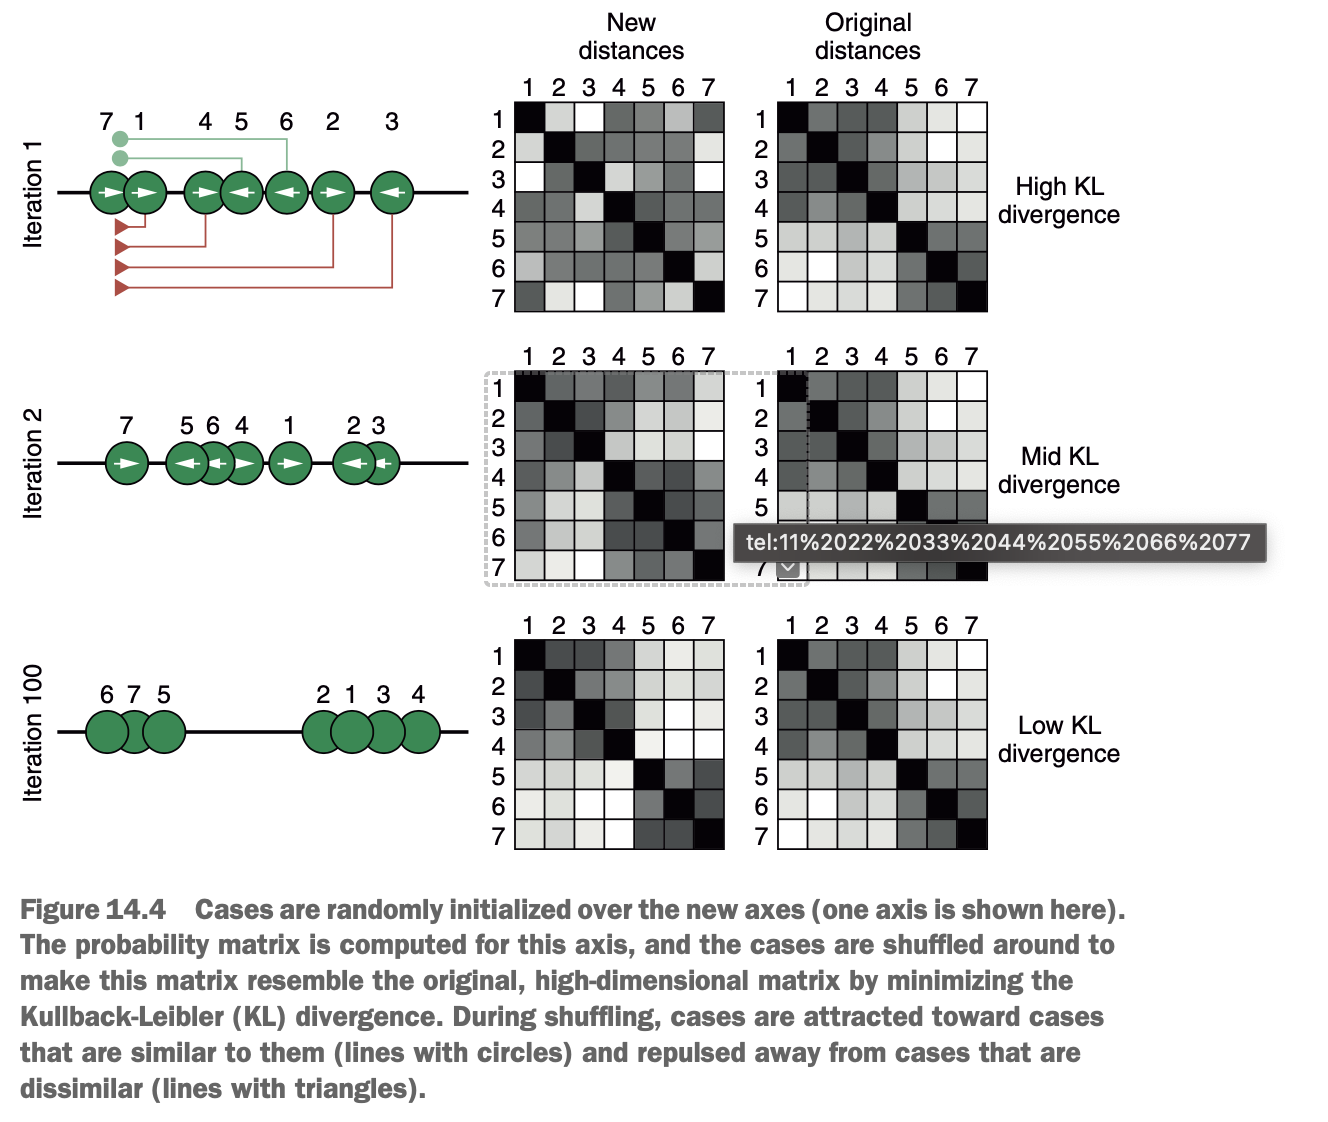 New
distances
Original
distances
Iteration 1
7 1 4 5 6 2 3
1 2 3 4 5 6 7
1
2
3
4
5
6
7
1 2 3 4 5 6 7
1
2
3
4
5
6
7
High KL
divergence
Iteration 2
7 5 6 4 1 2 3
1 2 3 4 5 6 7
1
2
3
4
5
6
7
1 2 3 4 5 6 7
1
2
3
4
5
7
Mid KL
divergence
tel:11%2022%2033%2044%2055%2066%2077
Iteration 100
6 7 5 2 1 3 4
1 2 3 4 5 6 7
1
2
3
4
5
6
7
1 2 3 4 5 6 7
1
2
3
4
5
6
7
Low KL
divergence
Figure 14.4 Cases are randomly initialized over the new axes (one axis is shown here).
The probability matrix is computed for this axis, and the cases are shuffled around to
make this matrix resemble the original, high-dimensional matrix by minimizing the
Kullback-Leibler (KL) divergence. During shuffling, cases are attracted toward cases
that are similar to them (lines with circles) and repulsed away from cases that are
dissimilar (lines with triangles).